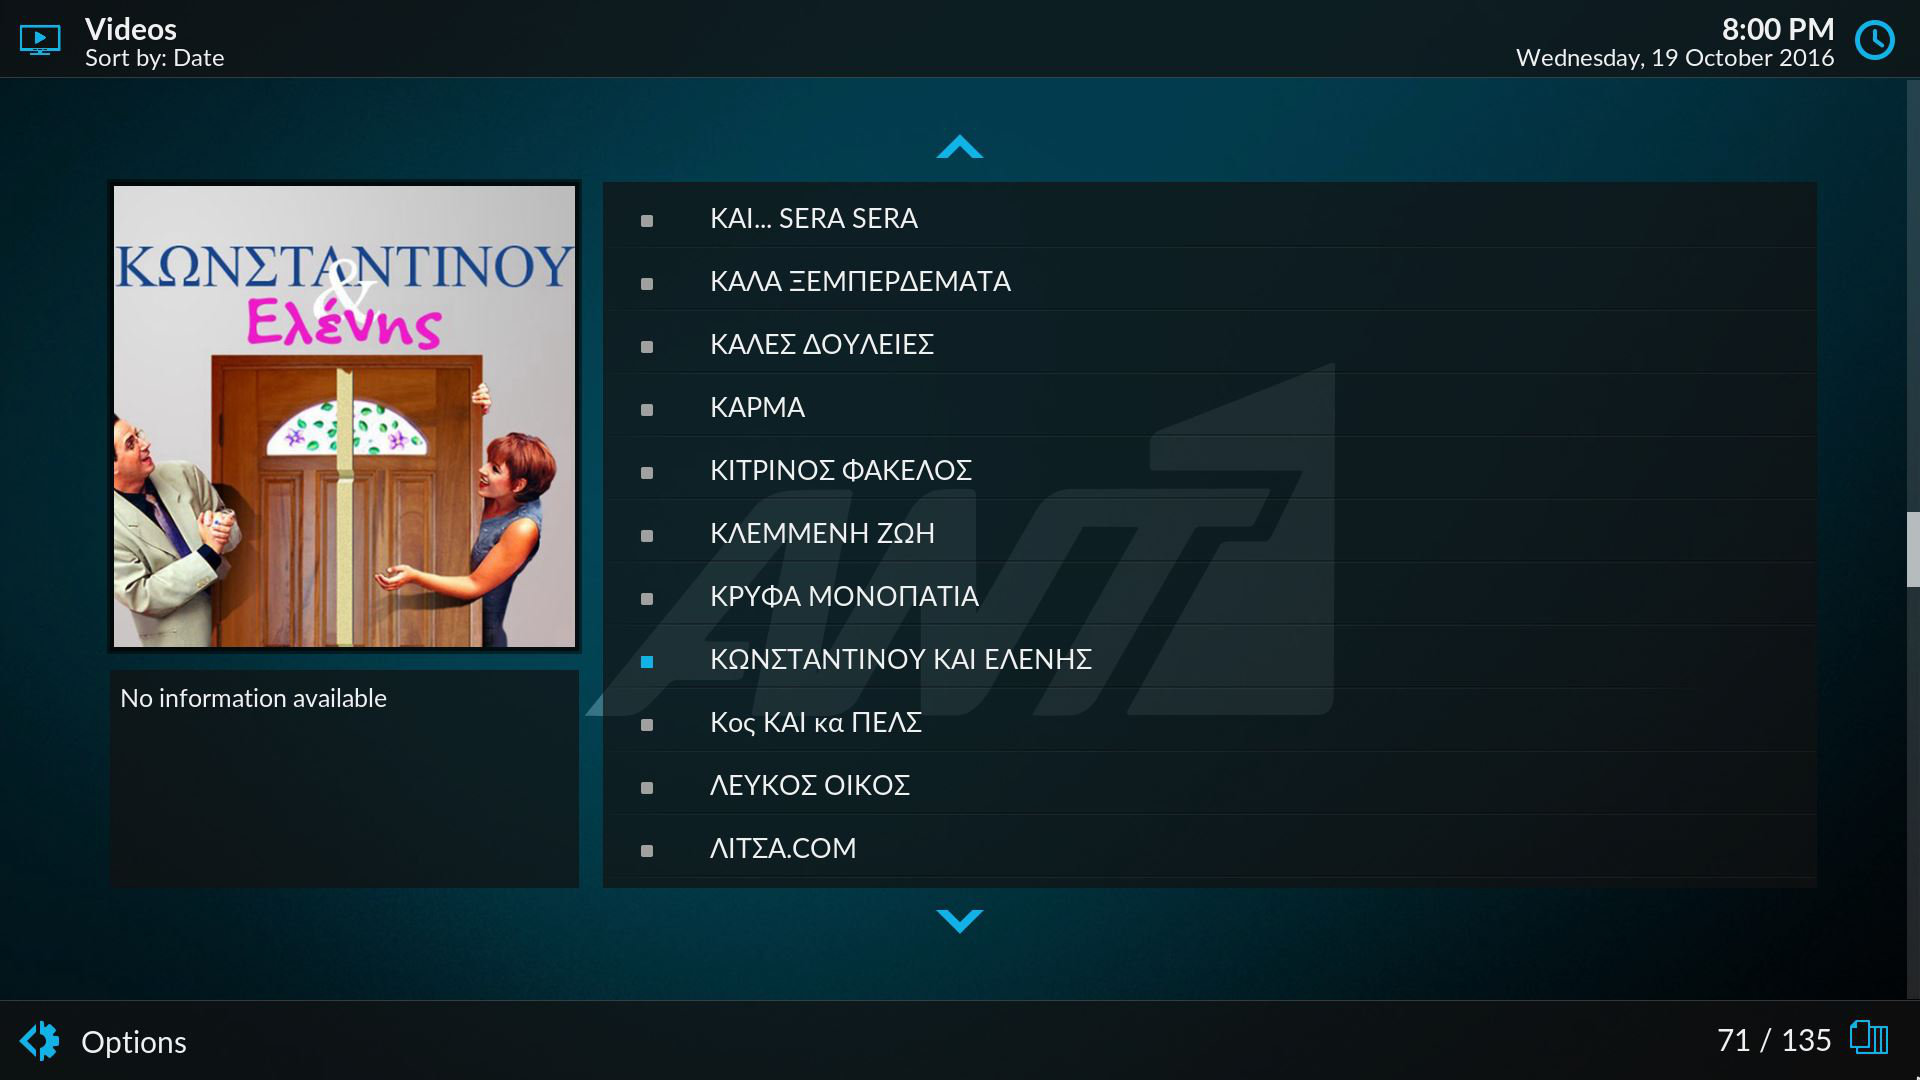 Videos
Sort by: Date
8:00 PM
Wednesday, 19 October 2016
ΚΩΝΣΤΑΝΤΙΝΟΥ
&
Ελένης
No information available
ΚΑΙ... SERA SERA
ΚΑΛΑ ΞΕΜΠΕΡΔΕΜΑΤΑ
ΚΑΛΕΣ ΔΟΥΛΕΙΕΣ
ΚΑΡΜΑ
ΚΙΤΡΙΝΟΣ ΦΑΚΕΛΟΣ
ΚΛΕΜΜΕΝΗ ΖΩΗ
ΚΡΥΦΑ ΜΟΝΟΠΑΤΙΑ
ΚΩΝΣΤΑΝΤΙΝΟΥ ΚΑΙ ΕΛΕΝΗΣ
Κος ΚΑΙ κα ΠΕΛΣ
ΛΕΥΚΟΣ ΟΙΚΟΣ
ΛΙΤΣΑ.COM
ANT1
Options
71 / 135